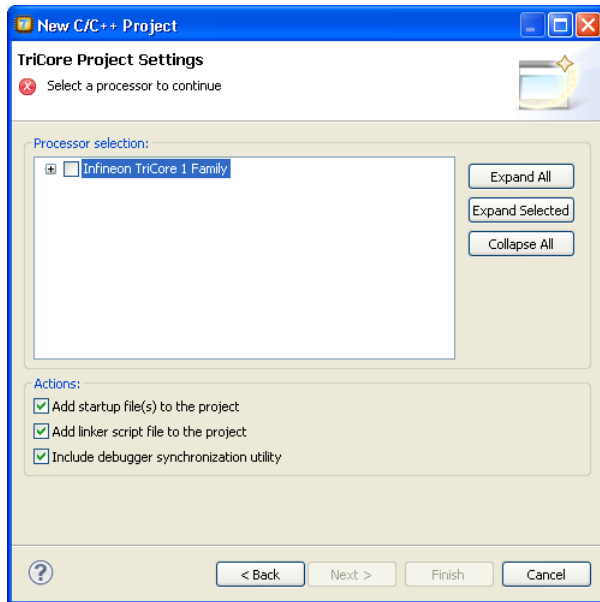 New C/C++ Project
TriCore Project Settings
Select a processor to continue
Processor selection:
Infineon TriCore 1 Family
Expand All
Expand Selected
Collapse All
Actions:
Add startup file(s) to the project
Add linker script file to the project
Include debugger synchronization utility
? < Back Next > Finish Cancel